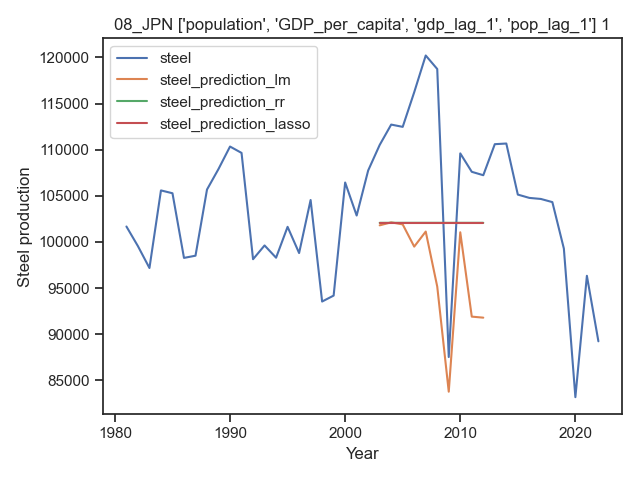 08_JPN ['population', 'GDP_per_capita', 'gdp_lag_1', 'pop_lag_1'] 1
steel
steel_prediction_lm
steel_prediction_rr
steel_prediction_lasso
120000
115000
110000
105000
100000
95000
90000
85000
Steel production
1980
1990
2000
2010
2020
Year